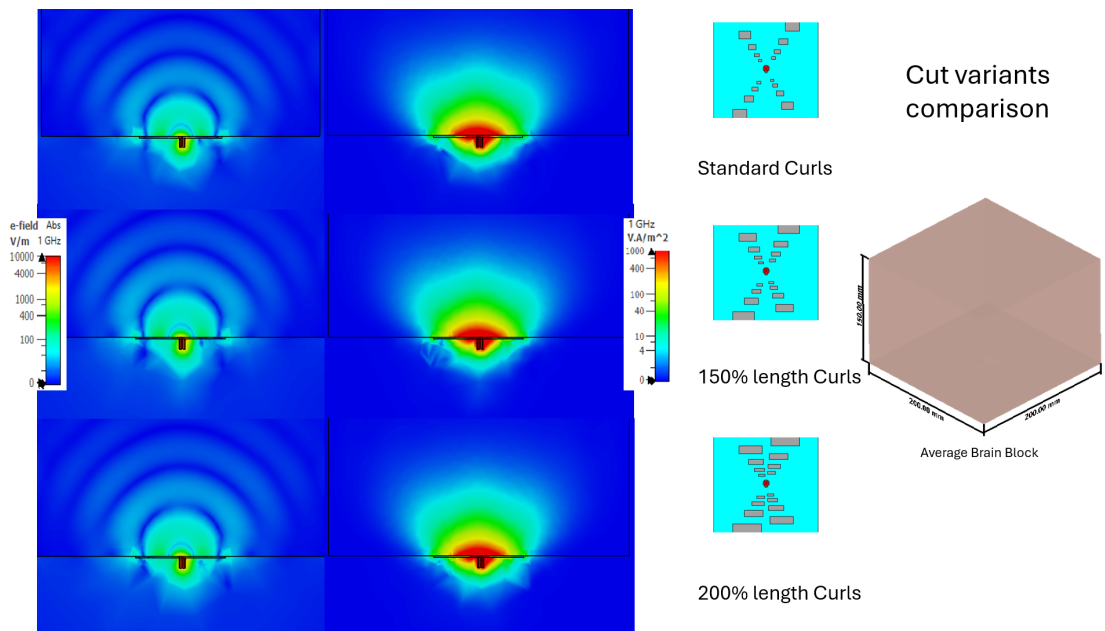 Cut variants
comparison
Standard Curls
e-field Abs
V/m 1 GHz
10000
4000
1000
400
100
0
1 GHz
V.A/m^2
1000
400
100
40
10
4
0
150% length Curls
150.00 mm
200.00 mm
200.00 mm
Average Brain Block
200% length Curls